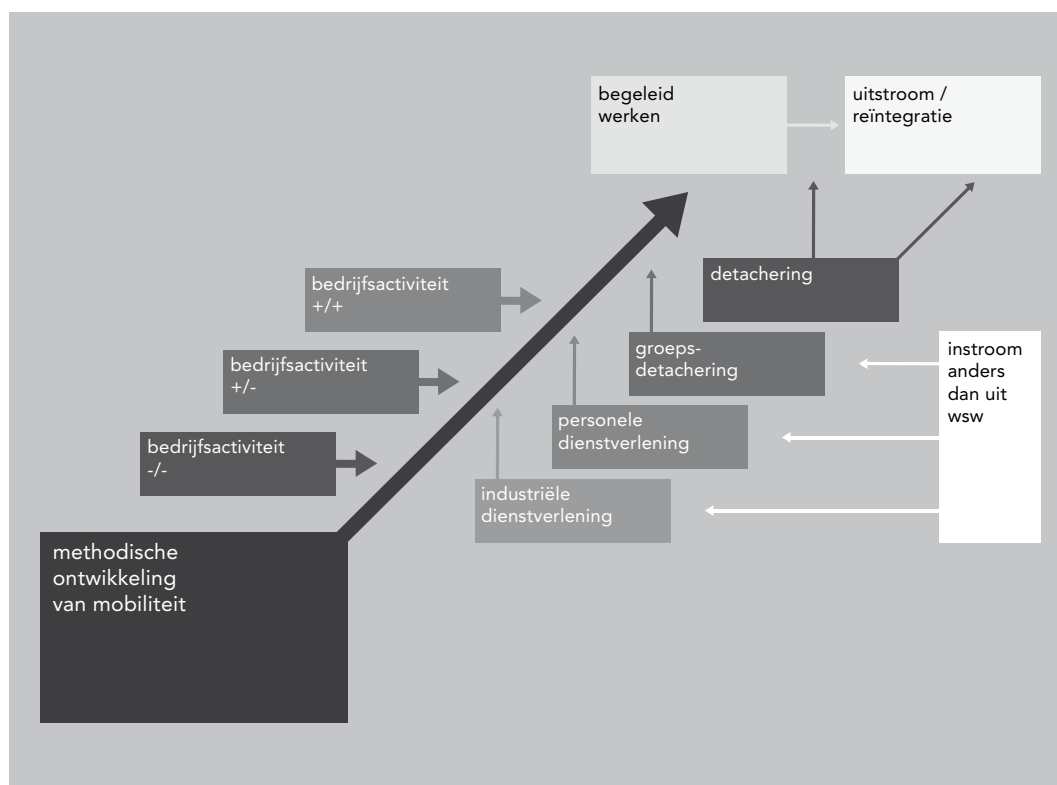 begeleid
werken
uitstroom /
reïntegratie
detachering
bedrijfsactiviteit
+/+
groeps-
detachering
instroom
anders
dan uit
wsw
bedrijfsactiviteit
+/-
personele
dienstverlening
bedrijfsactiviteit
-/-
industriële
dienstverlening
methodische
ontwikkeling
van mobiliteit